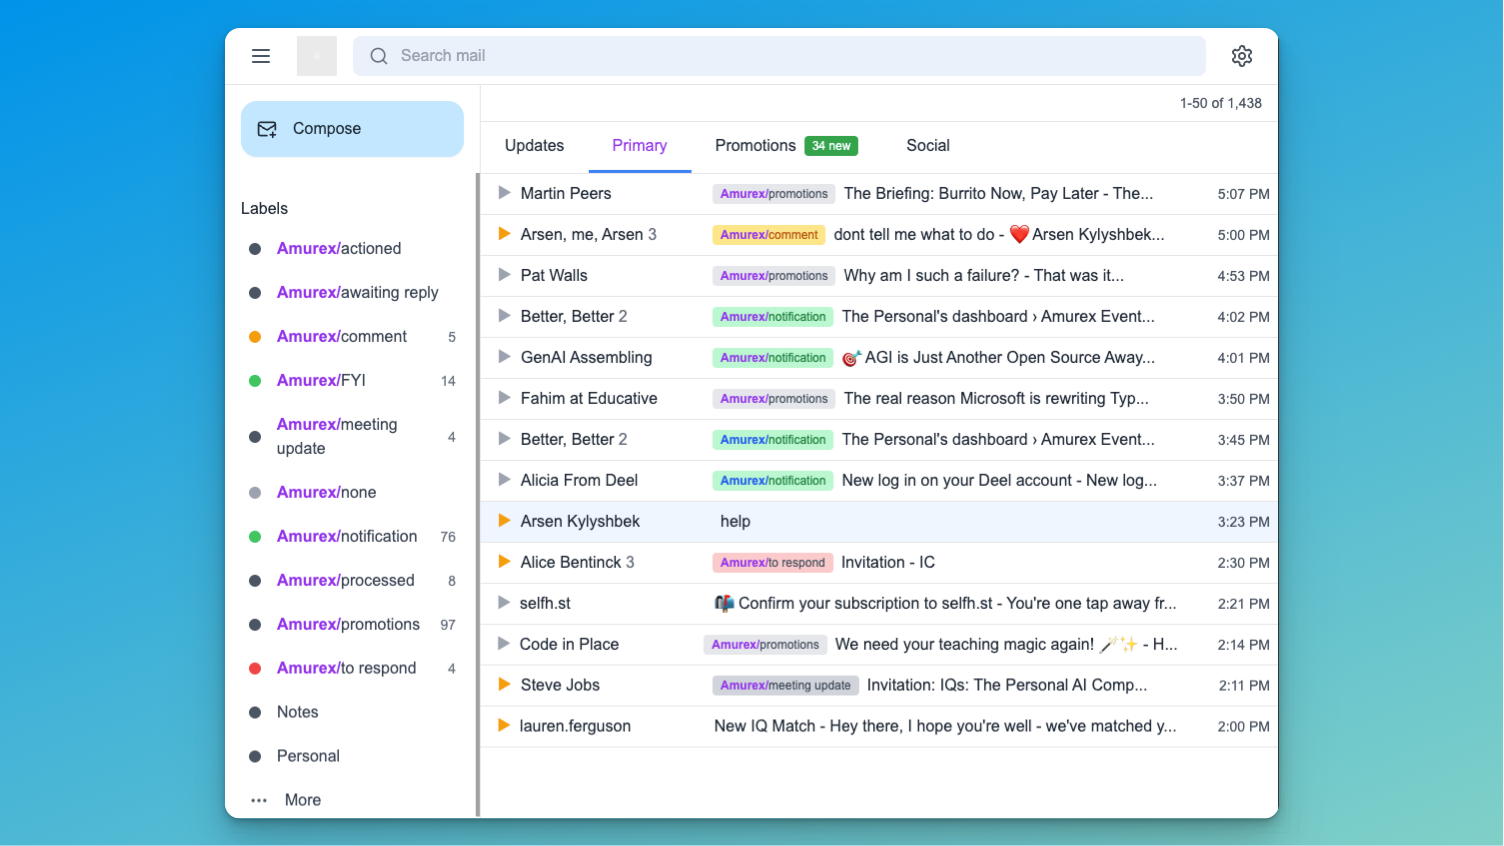 Search mail
Compose
1-50 of 1,438
Updates Primary Promotions 34 new Social
Labels
Amurex/actioned
Amurex/awaiting reply
Amurex/comment 5
Amurex/FYI 14
Amurex/meeting
update 4
Amurex/none
Amurex/notification 76
Amurex/processed 8
Amurex/promotions 97
Amurex/to respond 4
Notes
Personal
More
Martin Peers Amurex/promotions The Briefing: Burrito Now, Pay Later - The... 5:07 PM
Arsen, me, Arsen 3 Amurex/comment dont tell me what to do - ❤️ Arsen Kylyshbek... 5:00 PM
Pat Walls Amurex/promotions Why am I such a failure? - That was it... 4:53 PM
Better, Better 2 Amurex/notification The Personal's dashboard › Amurex Event... 4:02 PM
GenAI Assembling Amurex/notification 🎯 AGI is Just Another Open Source Away... 4:01 PM
Fahim at Educative Amurex/promotions The real reason Microsoft is rewriting Typ... 3:50 PM
Better, Better 2 Amurex/notification The Personal's dashboard › Amurex Event... 3:45 PM
Alicia From Deel Amurex/notification New log in on your Deel account - New log... 3:37 PM
Arsen Kylyshbek help 3:23 PM
Alice Bentinck 3 Amurex/to respond Invitation - IC 2:30 PM
selfh.st 📬 Confirm your subscription to selfh.st - You're one tap away fr... 2:21 PM
Code in Place Amurex/promotions We need your teaching magic again! 🪄✨ - H... 2:14 PM
Steve Jobs Amurex/meeting update Invitation: IQs: The Personal AI Comp... 2:11 PM
lauren.ferguson New IQ Match - Hey there, I hope you're well - we've matched y... 2:00 PM